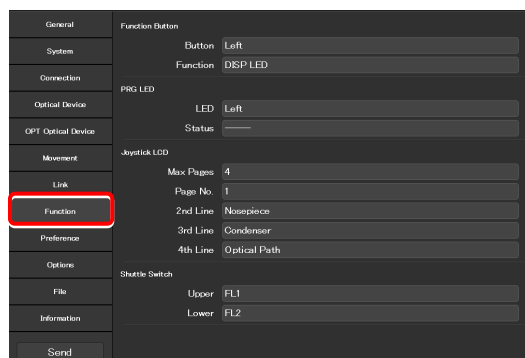 General
System
Connection
Optical Device
OPT Optical Device
Movement
Link
Function
Preference
Options
File
Information
Send
Function Button
Button Left
Function DISP LED
PRG LED
LED Left
Status -----
Joystick LCD
Max Pages 4
Page No. 1
2nd Line Nosepiece
3rd Line Condenser
4th Line Optical Path
Shuttle Switch
Upper FL1
Lower FL2